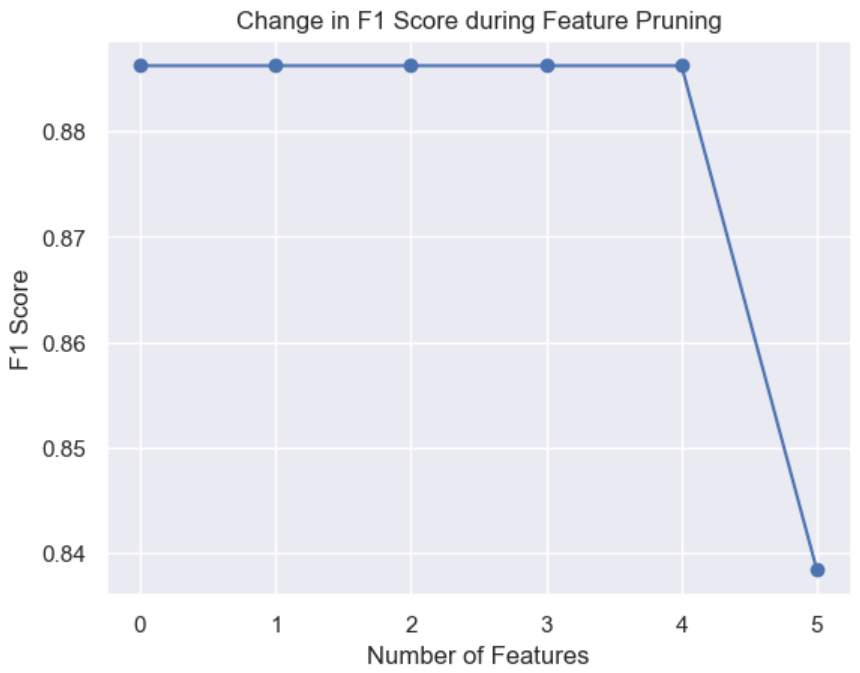 Change in F1 Score during Feature Pruning
F1 Score
0.88
0.87
0.86
0.85
0.84
0 1 2 3 4 5
Number of Features